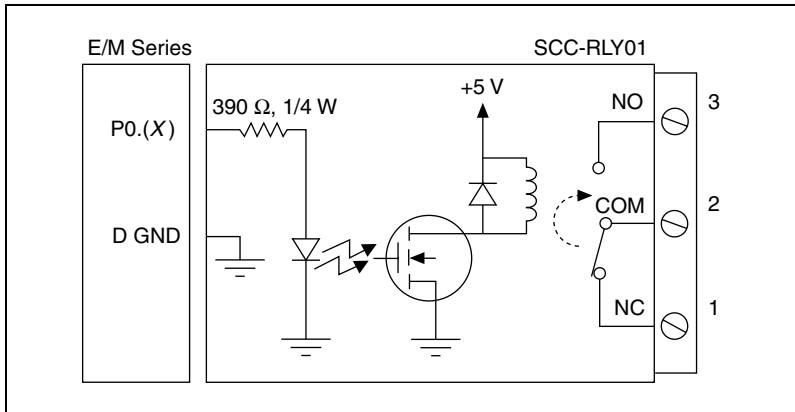 E/M Series
SCC-RLY01
+5 V
390 Ω, 1/4 W
NO
3
P0.(X)
COM
2
D GND
NC
1